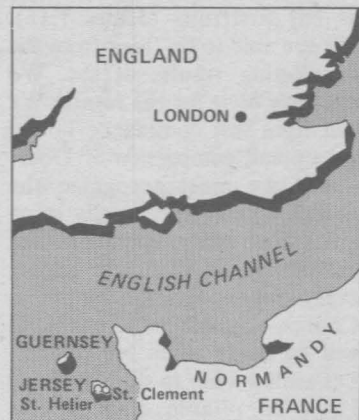 ENGLAND
LONDON
ENGLISH CHANNEL
GUERNSEY
NORMANDY
JERSEY
St. Clement
St. Helier
FRANCE